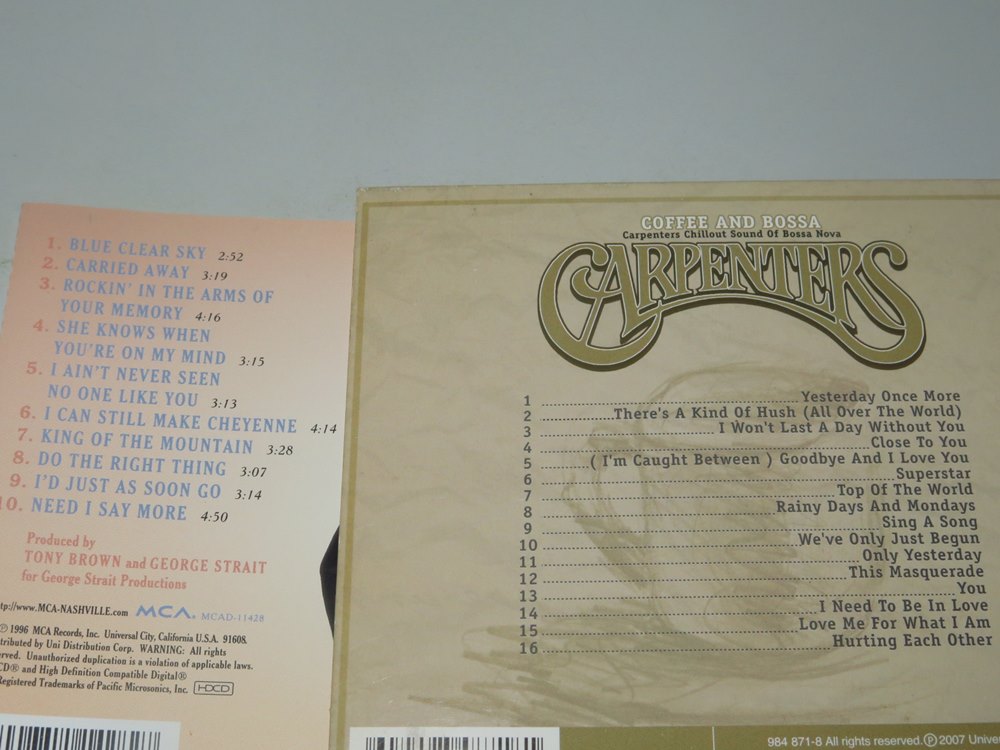 1. BLUE CLEAR SKY 2:52
2. CARRIED AWAY 3:19
3. ROCKIN' IN THE ARMS OF
YOUR MEMORY 4:16
4. SHE KNOWS WHEN
YOU'RE ON MY MIND 3:15
5. I AIN'T NEVER SEEN
NO ONE LIKE YOU 3:13
6. I CAN STILL MAKE CHEYENNE 4:14
7. KING OF THE MOUNTAIN 3:28
8. DO THE RIGHT THING 3:07
9. I'D JUST AS SOON GO 3:14
10. NEED I SAY MORE 4:50
Produced by
TONY BROWN and GEORGE STRAIT
for George Strait Productions
ttp://www.MCA-NASHVILLE.com MCA. MCAD-11428
℗ 1996 MCA Records, Inc. Universal City, California U.S.A. 91608.
tributed by Uni Distribution Corp. WARNING: All rights
erved. Unauthorized duplication is a violation of applicable laws.
CD® and High Definition Compatible Digital®
Registered Trademarks of Pacific Microsonics, Inc. HDCD
COFFEE AND BOSSA
Carpenters Chillout Sound Of Bossa Nova
CARPENTERS
1 Yesterday Once More
2 There's A Kind Of Hush (All Over The World)
3 I Won't Last A Day Without You
4 Close To You
5 ( I'm Caught Between ) Goodbye And I Love You
6 Superstar
7 Top Of The World
8 Rainy Days And Mondays
9 Sing A Song
10 We've Only Just Begun
11 Only Yesterday
12 This Masquerade
13 You
14 I Need To Be In Love
15 Love Me For What I Am
16 Hurting Each Other
984 871-8 All rights reserved. ℗ 2007 Unive